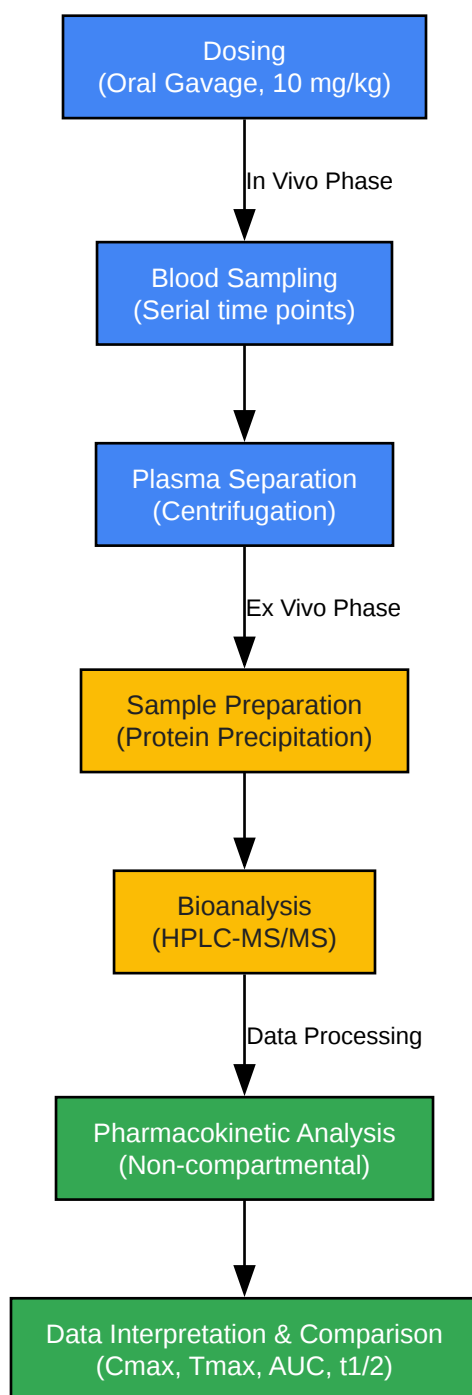 Dosing
(Oral Gavage, 10 mg/kg)
In Vivo Phase
Blood Sampling
(Serial time points)
Plasma Separation
(Centrifugation)
Ex Vivo Phase
Sample Preparation
(Protein Precipitation)
Bioanalysis
(HPLC-MS/MS)
Data Processing
Pharmacokinetic Analysis
(Non-compartmental)
Data Interpretation & Comparison
(Cmax, Tmax, AUC, t1/2)